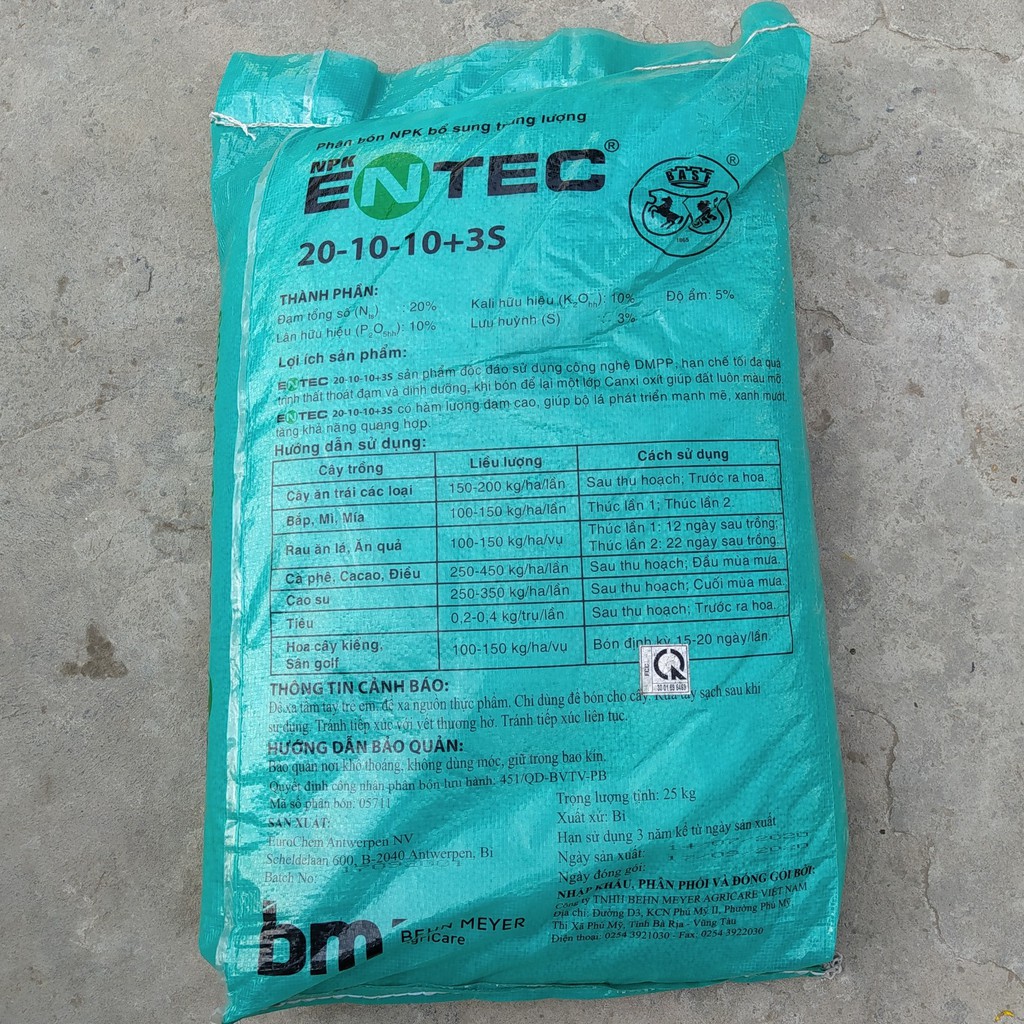 Phân bón NPK bổ sung trung lượng
NPK
ENTEC®
BASF
®
1865
20-10-10+3S
THÀNH PHẦN:
Đạm tổng số (Nts) : 20% Kali hữu hiệu (K2Ohh): 10% Độ ẩm: 5%
Lân hữu hiệu (P2O5hh): 10% Lưu huỳnh (S) : 3%
Lợi ích sản phẩm:
ENTEC 20-10-10+3S sản phẩm độc đáo sử dụng công nghệ DMPP, hạn chế tối đa quá
trình thất thoát đạm và dinh dưỡng, khi bón để lại một lớp Canxi oxit giúp đất luôn màu mỡ.
ENTEC 20-10-10+3S có hàm lượng đạm cao, giúp bộ lá phát triển mạnh mẽ, xanh mướt,
tăng khả năng quang hợp.
Hướng dẫn sử dụng:
Cây trồng Liều lượng Cách sử dụng
Cây ăn trái các loại 150-200 kg/ha/lần Sau thu hoạch; Trước ra hoa.
Bắp, Mì, Mía 100-150 kg/ha/lần Thúc lần 1; Thúc lần 2.
Rau ăn lá, Ăn quả 100-150 kg/ha/vụ Thúc lần 1: 12 ngày sau trồng;
Thúc lần 2: 22 ngày sau trồng.
Cà phê, Cacao, Điều 250-450 kg/ha/lần Sau thu hoạch; Đầu mùa mưa.
Cao su 250-350 kg/ha/lần Sau thu hoạch; Cuối mùa mưa.
Tiêu 0,2-0,4 kg/trụ/lần Sau thu hoạch; Trước ra hoa.
Hoa cây kiểng, 100-150 kg/ha/vụ Bón định kỳ 15-20 ngày/lần.
Sân golf
THÔNG TIN CẢNH BÁO:
Để xa tầm tay trẻ em, để xa nguồn thực phẩm. Chỉ dùng để bón cho cây. Rửa tay sạch sau khi
sử dụng. Tránh tiếp xúc với vết thương hở. Tránh tiếp xúc liên tục.
HƯỚNG DẪN BẢO QUẢN:
Bảo quản nơi khô thoáng, không dùng móc, giữ trong bao kín.
Quyết định công nhận phân bón lưu hành: 451/QĐ-BVTV-PB
Mã số phân bón: 05711
SẢN XUẤT:
EuroChem Antwerpen NV
Scheldelaan 600, B-2040 Antwerpen, Bỉ
Batch No:
Trọng lượng tịnh: 25 kg
Xuất xứ: Bỉ
Hạn sử dụng 3 năm kể từ ngày sản xuất
Ngày sản xuất:
Ngày đóng gói:
NHẬP KHẨU, PHÂN PHỐI VÀ ĐÓNG GÓI BỞI:
Công ty TNHH BEHN MEYER AGRICARE VIỆT NAM
Địa chỉ: Đường D3, KCN Phú Mỹ II, Phường Phú Mỹ
Thị Xã Phú Mỹ, Tỉnh Bà Rịa - Vũng Tàu
Điện thoại: 0254 3921030 - Fax: 0254 3922030
bm
BEHN MEYER
AgriCare